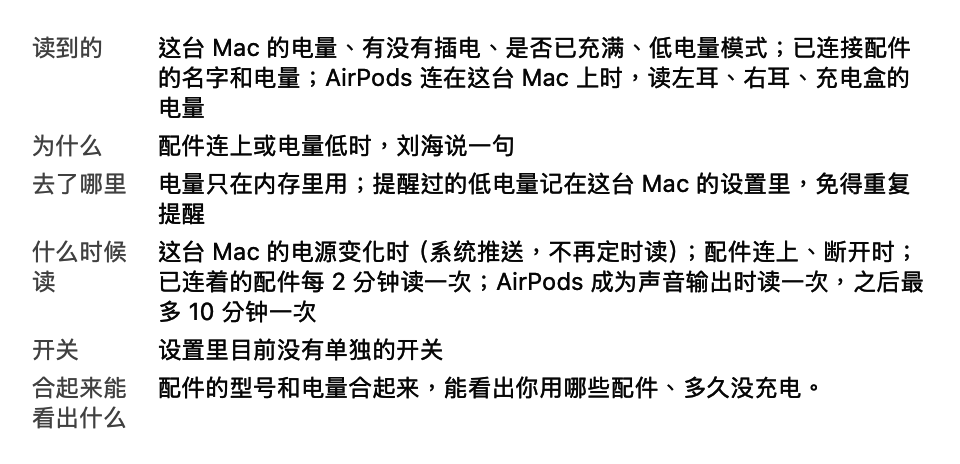 读到的 这台 Mac 的电量、有没有插电、是否已充满、低电量模式；已连接配件
的名字和电量；AirPods 连在这台 Mac 上时，读左耳、右耳、充电盒的
电量
为什么 配件连上或电量低时，刘海说一句
去了哪里 电量只在内存里用；提醒过的低电量记在这台 Mac 的设置里，免得重复
提醒
什么时候 这台 Mac 的电源变化时（系统推送，不再定时读）；配件连上、断开时；
读 已连着的配件每 2 分钟读一次；AirPods 成为声音输出时读一次，之后最
多 10 分钟一次
开关 设置里目前没有单独的开关
合起来能 配件的型号和电量合起来，能看出你用哪些配件、多久没充电。
看出什么